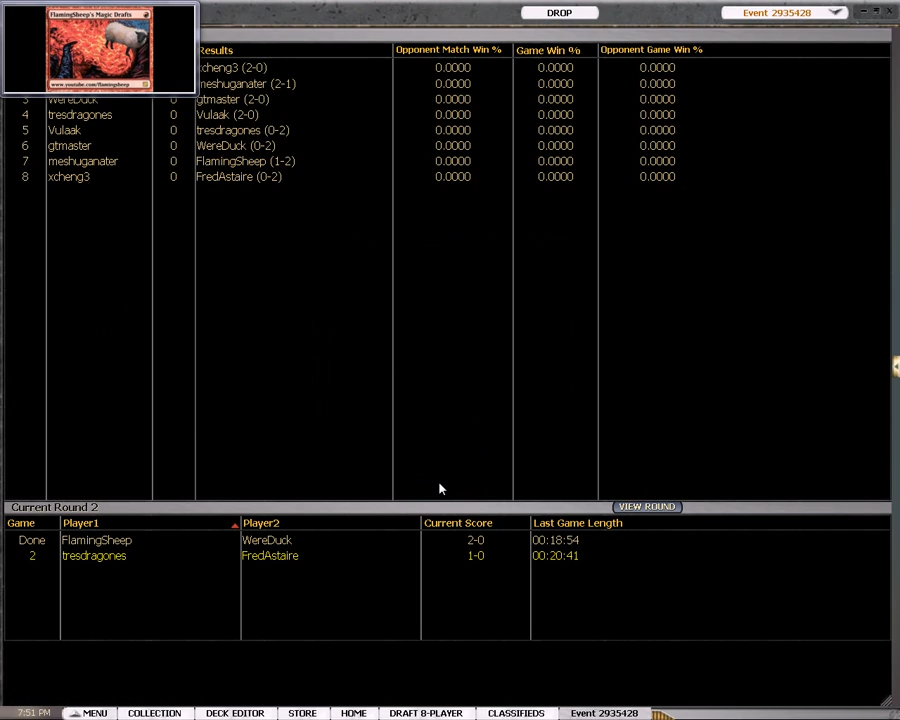 FlamingSheep's Magic Drafts
www.youtube.com/flamingsheep
DROP
Event 2935428
Results Opponent Match Win % Game Win % Opponent Game Win %
xcheng3 (2-0) 0.0000 0.0000 0.0000
meshuganater (2-1) 0.0000 0.0000 0.0000
3 WereDuck 0 gtmaster (2-0) 0.0000 0.0000 0.0000
4 tresdragones 0 Vulaak (2-0) 0.0000 0.0000 0.0000
5 Vulaak 0 tresdragones (0-2) 0.0000 0.0000 0.0000
6 gtmaster 0 WereDuck (0-2) 0.0000 0.0000 0.0000
7 meshuganater 0 FlamingSheep (1-2) 0.0000 0.0000 0.0000
8 xcheng3 0 FredAstaire (0-2) 0.0000 0.0000 0.0000
Current Round 2 VIEW ROUND
Game Player1 Player2 Current Score Last Game Length
Done FlamingSheep WereDuck 2-0 00:18:54
2 tresdragones FredAstaire 1-0 00:20:41
7:51 PM MENU COLLECTION DECK EDITOR STORE HOME DRAFT 8-PLAYER CLASSIFIEDS Event 2935428